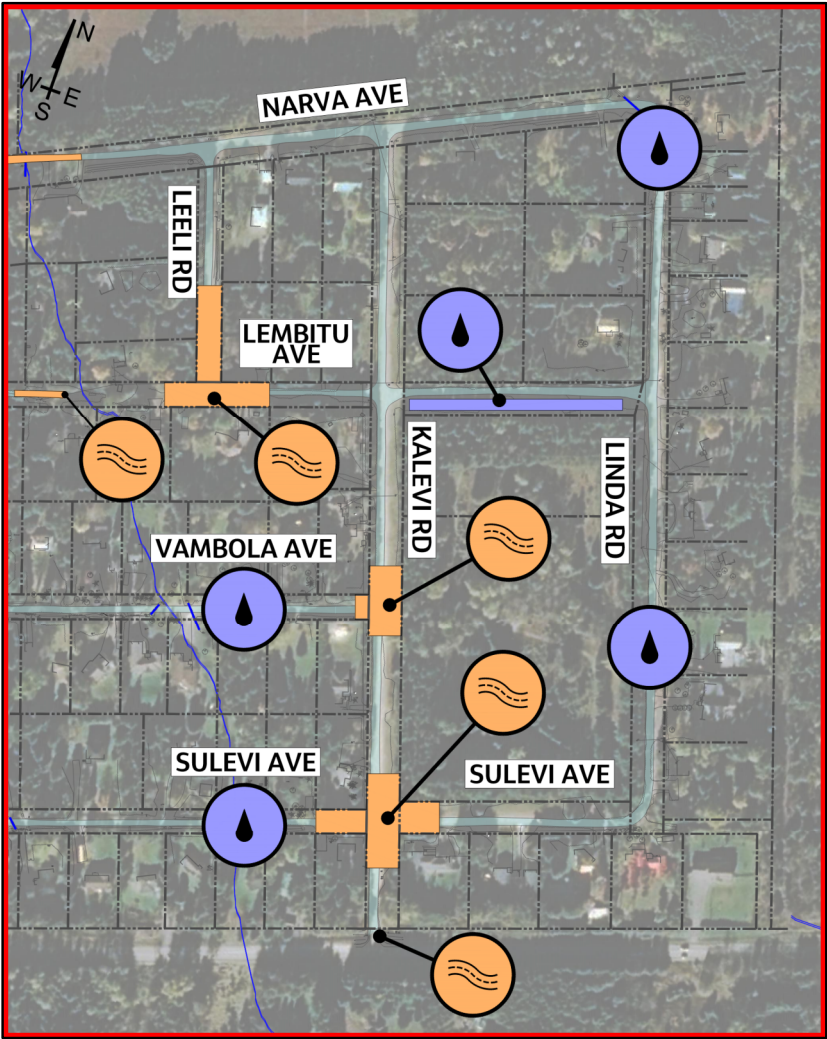 N
W E
S
NARVA AVE
LEELI RD
LEMBITU
AVE
KALEVI RD
LINDA RD
VAMBOLA AVE
SULEVI AVE
SULEVI AVE